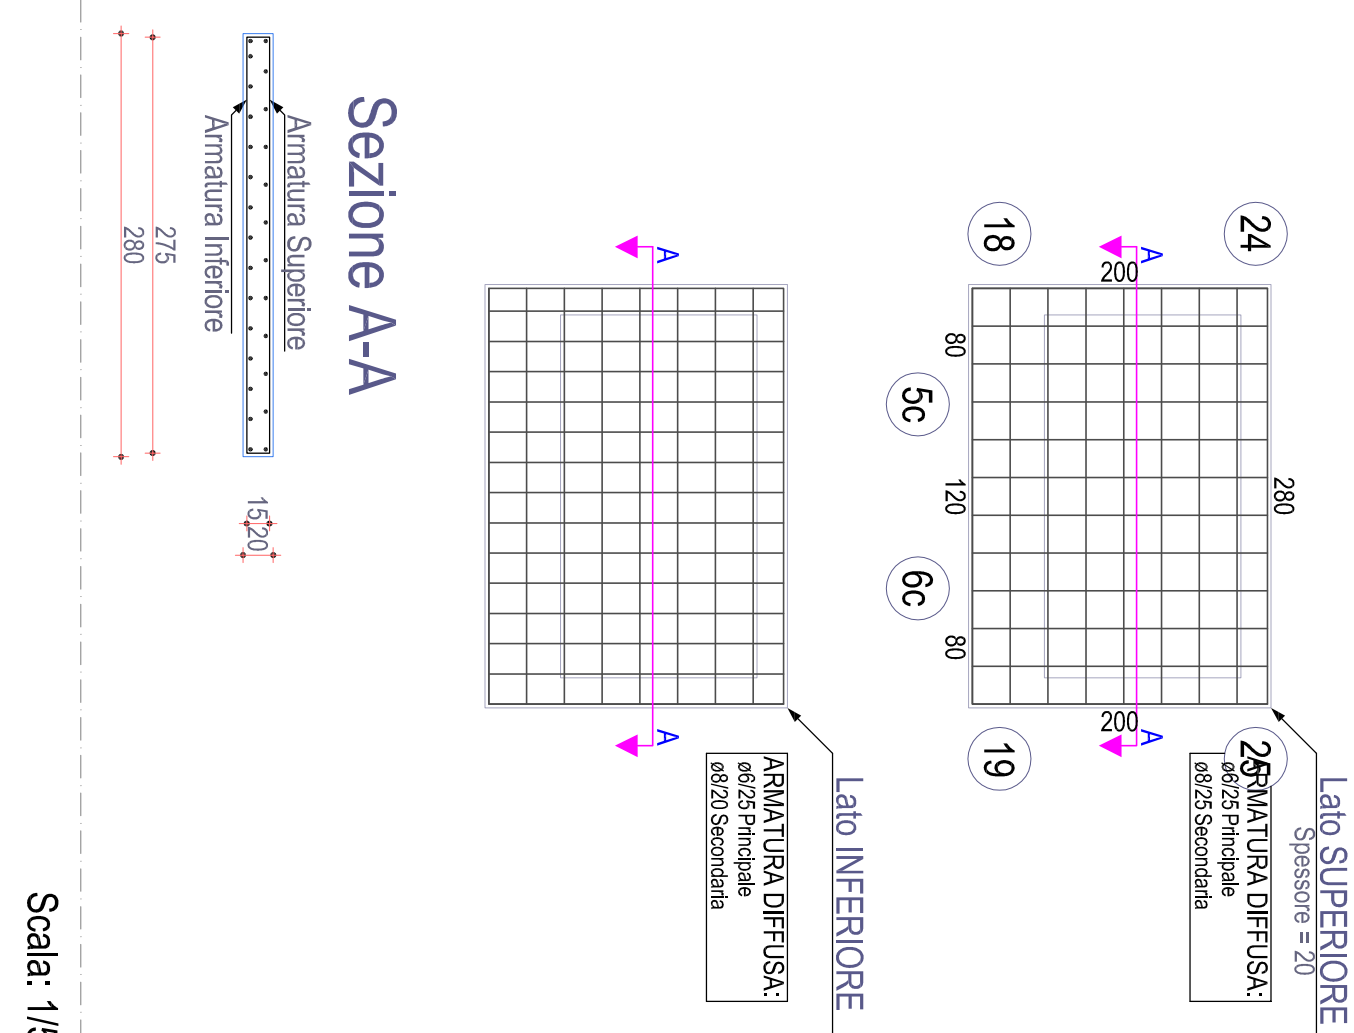 Lato SUPERIORE
Spessore = 20
24
25
ARMATURA DIFFUSA:
ø6/25 Principale
ø8/25 Secondaria
280
A
A
200
200
18
19
80
120
80
5c
6c
Lato INFERIORE
ARMATURA DIFFUSA:
ø6/25 Principale
ø8/20 Secondaria
A
A
Sezione A-A
Armatura Superiore
Armatura Inferiore
15
20
275
280
Scala: 1/5